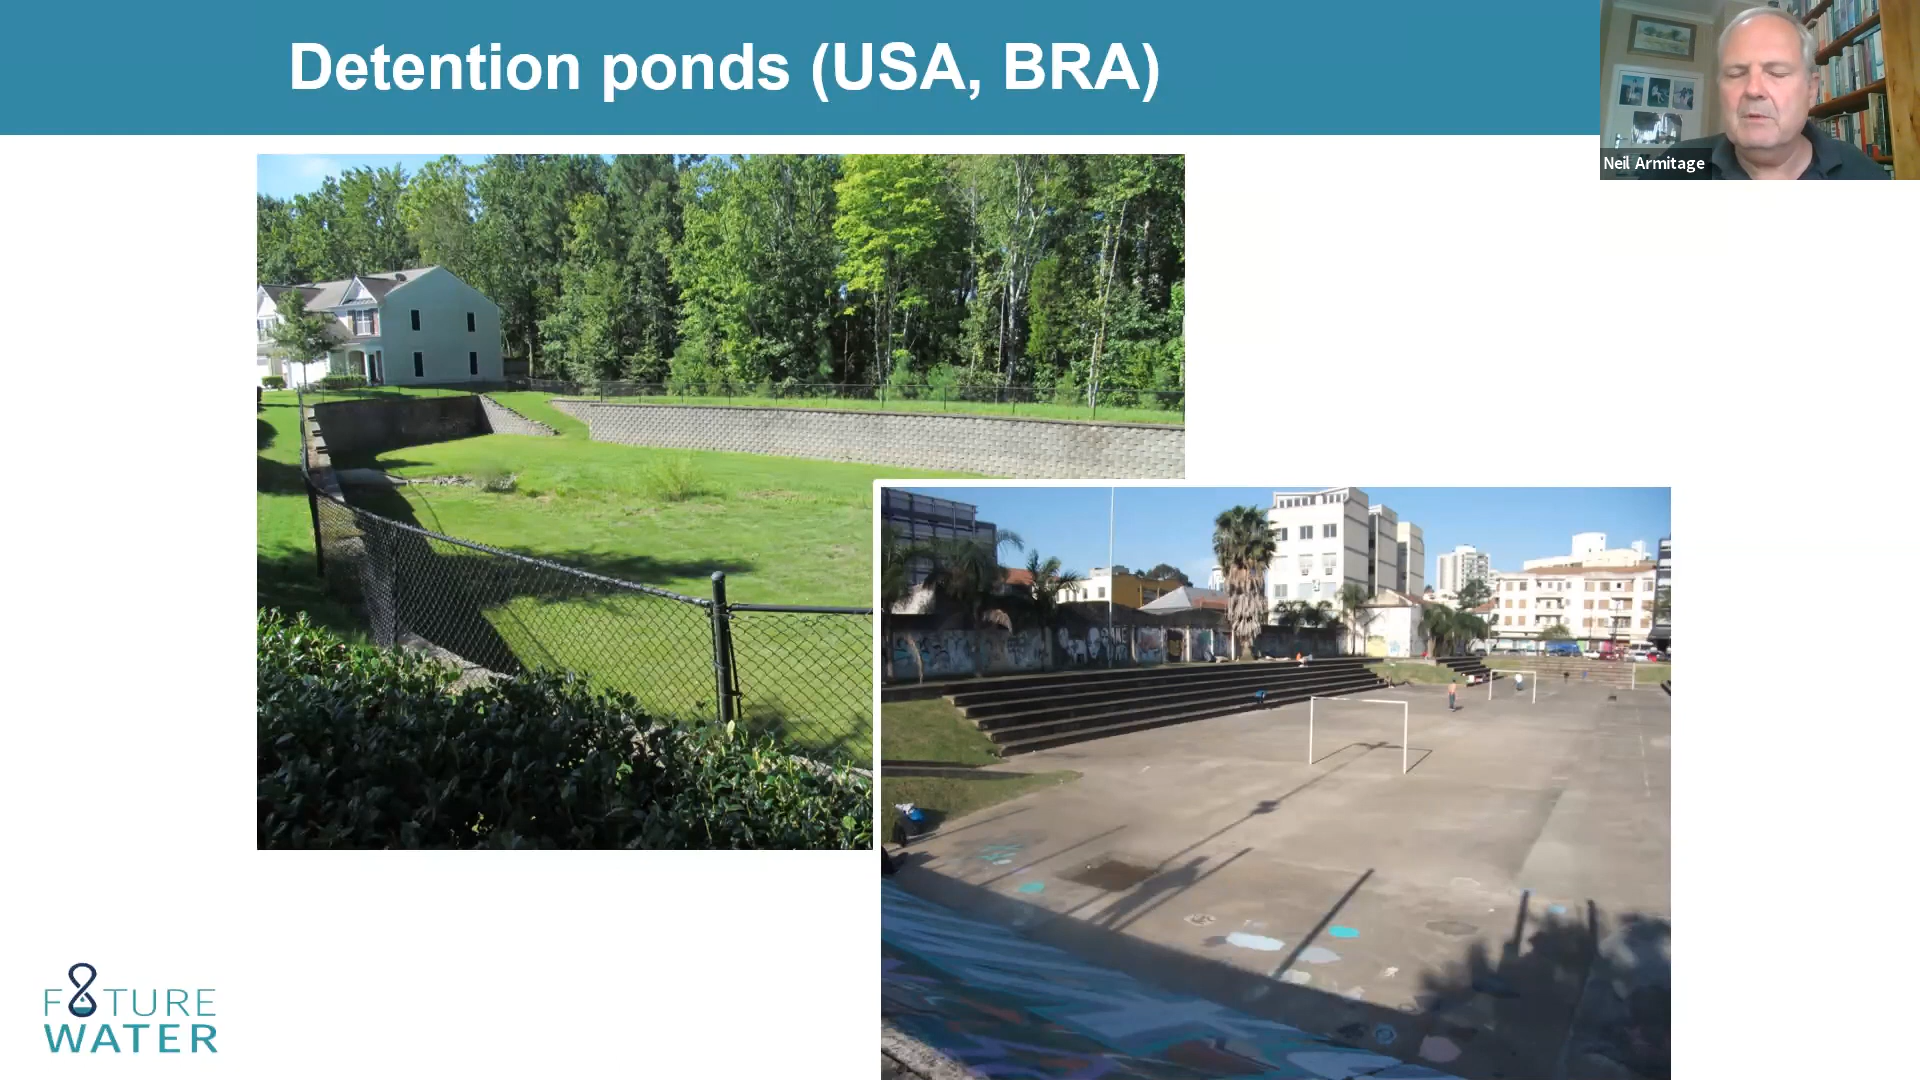 Detention ponds (USA, BRA)
Neil Armitage
FUTURE
WATER